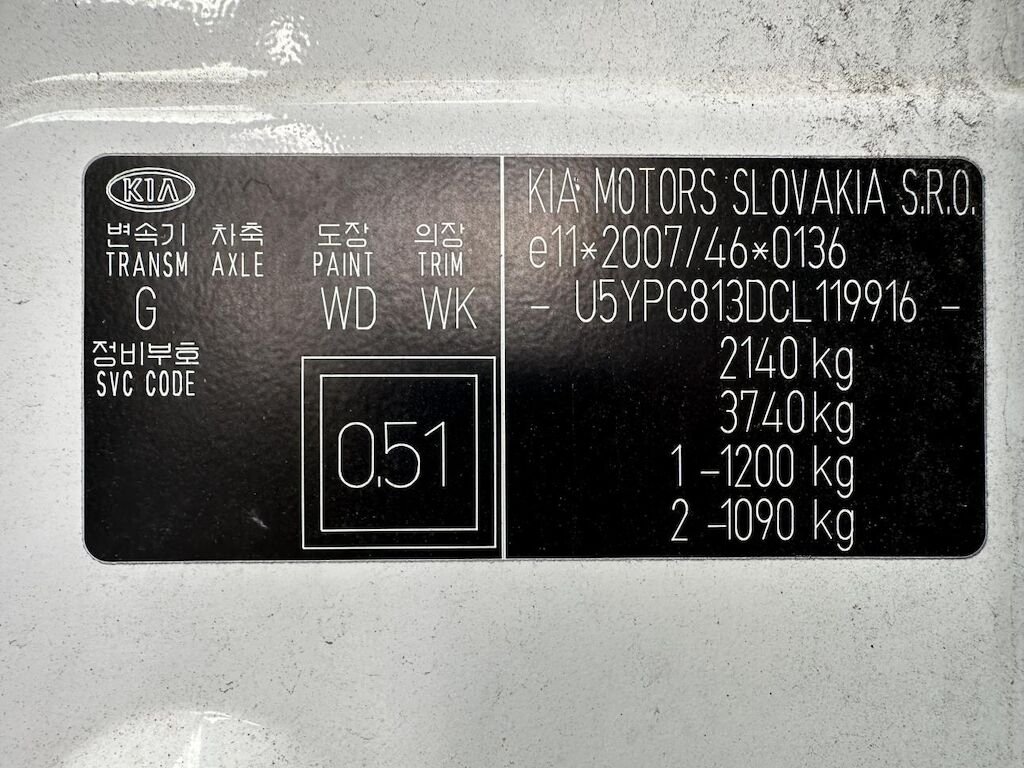 KIA
변속기 차축 도장 의장
TRANSM AXLE PAINT TRIM
G WD WK
정비부호
SVC CODE
0.51
KIA MOTORS SLOVAKIA S.R.O.
e11*2007/46*0136
- U5YPC813DCL119916 -
2140 kg
3740 kg
1 -1200 kg
2 -1090 kg